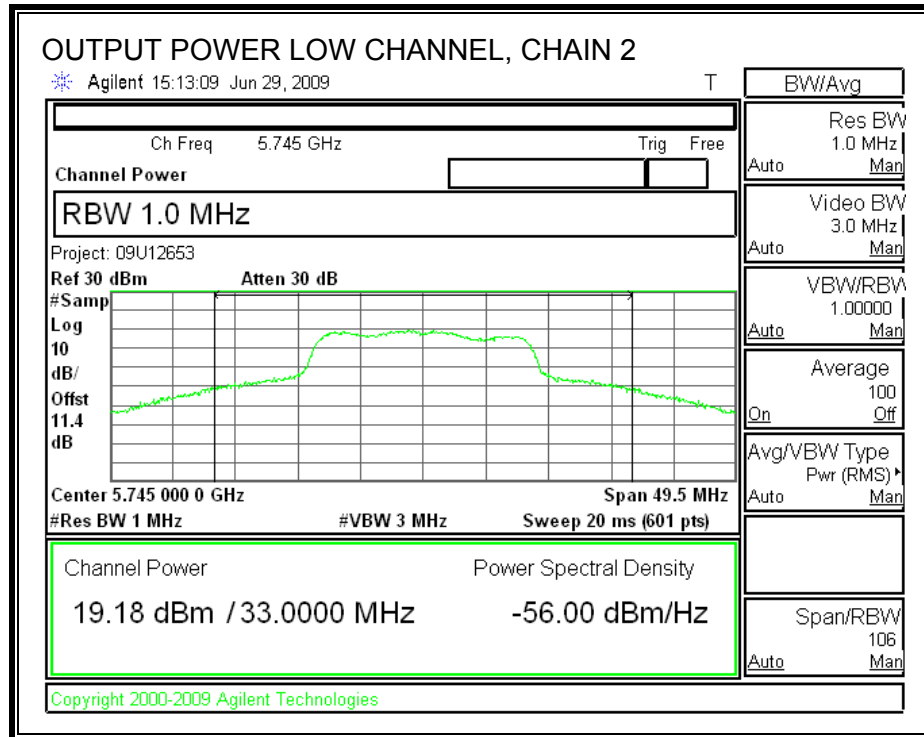 OUTPUT POWER LOW CHANNEL, CHAIN 2
Agilent 15:13:09 Jun 29, 2009 T
BW/Avg
Ch Freq 5.745 GHz Trig Free
Channel Power
RBW 1.0 MHz
Project: 09U12653
Ref 30 dBm Atten 30 dB
#Samp
Log
10
dB/
Offst
11.4
dB
Center 5.745 000 0 GHz Span 49.5 MHz
#Res BW 1 MHz #VBW 3 MHz Sweep 20 ms (601 pts)
Channel Power Power Spectral Density
19.18 dBm / 33.0000 MHz -56.00 dBm/Hz
Copyright 2000-2009 Agilent Technologies
Res BW
1.0 MHz
Auto Man
Video BW
3.0 MHz
Auto Man
VBW/RBW
1.00000
Auto Man
Average
100
On Off
Avg/VBW Type
Pwr (RMS)
Auto Man
Span/RBW
106
Auto Man